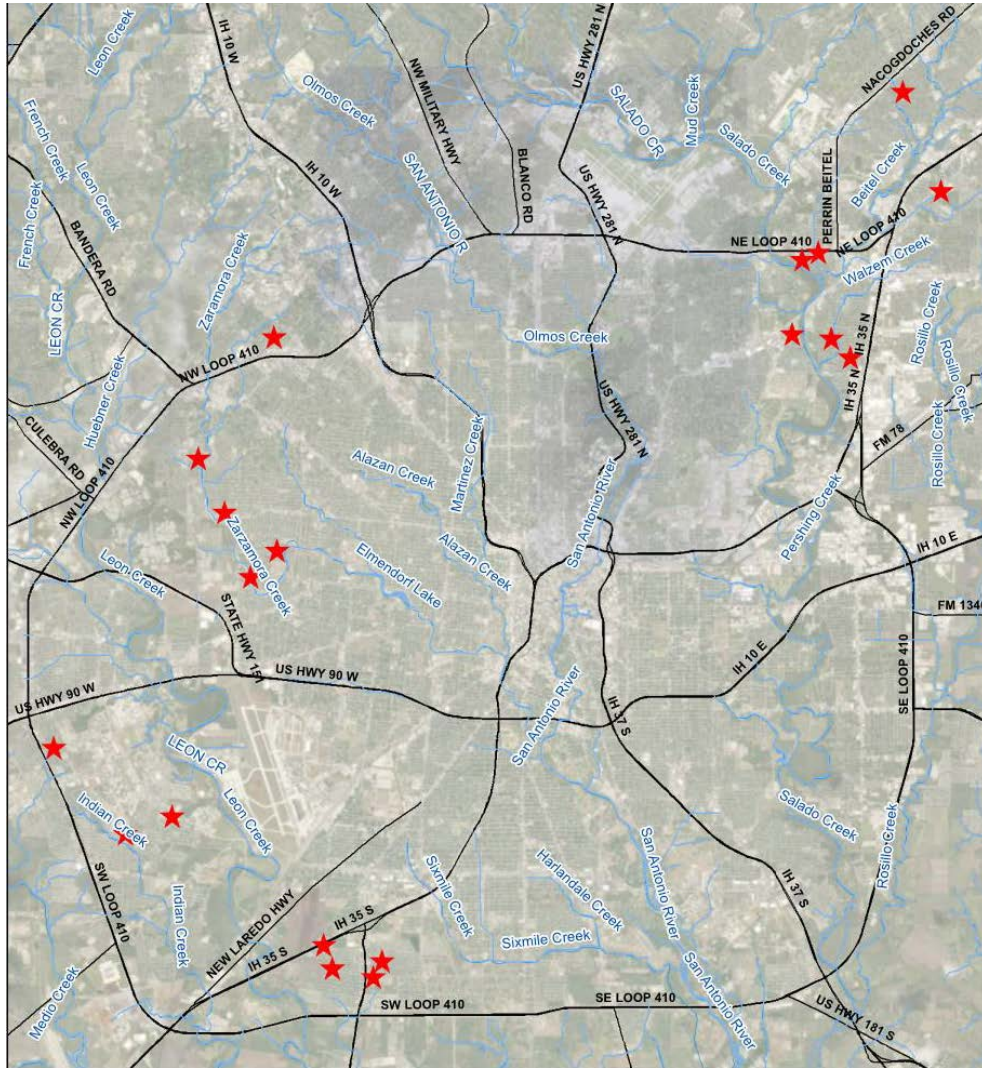 Leon Creek
IH 10 W
NW MILITARY HWY
US HWY 281 N
NACOGDOCHES RD
Olmos Creek
SALADO CR
Mud Creek
Salado Creek
French Creek
Leon Creek
IH 10 W
SAN ANTONIO R
BLANCO RD
US HWY 281 N
PERRIN BEITEL
Beitel Creek
French Creek
BANDERA RD
Zaramora Creek
NE LOOP 410
NE LOOP 410
Walzem Creek
LEON CR
Olmos Creek
NW LOOP 410
IH 35 N
Rosillo Creek
Rosillo Creek
Huebner Creek
US HWY 281 N
IH 35 N
CULEBRA RD
NW LOOP 410
Alazan Creek
Martinez Creek
FM 78
Rosillo Creek
San Antonio River
Pershing Creek
Leon Creek
Zarzamora Creek
Elmendorf Lake
Alazan Creek
IH 10 E
FM 1346
STATE HWY 151
US HWY 90 W
US HWY 90 W
IH 10 E
SE LOOP 410
San Antonio River
IH 37 S
LEON CR
Leon Creek
Indian Creek
Salado Creek
Rosillo Creek
SW LOOP 410
Indian Creek
Sixmile Creek
Harlandale Creek
San Antonio River
IH 37 S
NEW LAREDO HWY
IH 35 S
IH 35 S
Sixmile Creek
San Antonio River
Medio Creek
SW LOOP 410
SE LOOP 410
US HWY 181 S